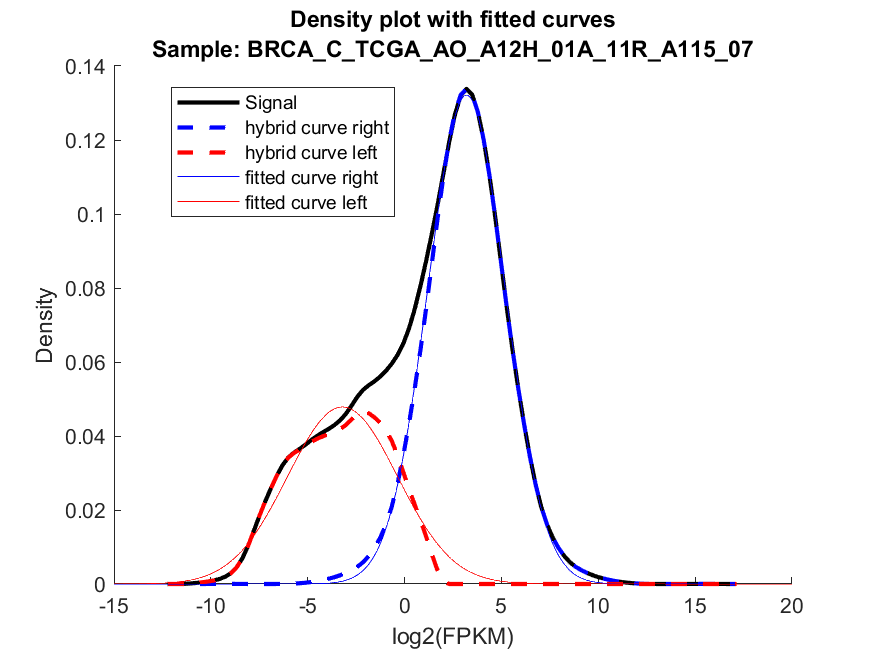 Density plot with fitted curves
Sample: BRCA_C_TCGA_AO_A12H_01A_11R_A115_07
Signal
hybrid curve right
hybrid curve left
fitted curve right
fitted curve left
Density
0.14
0.12
0.1
0.08
0.06
0.04
0.02
0
-15
-10
-5
0
5
10
15
20
log2(FPKM)